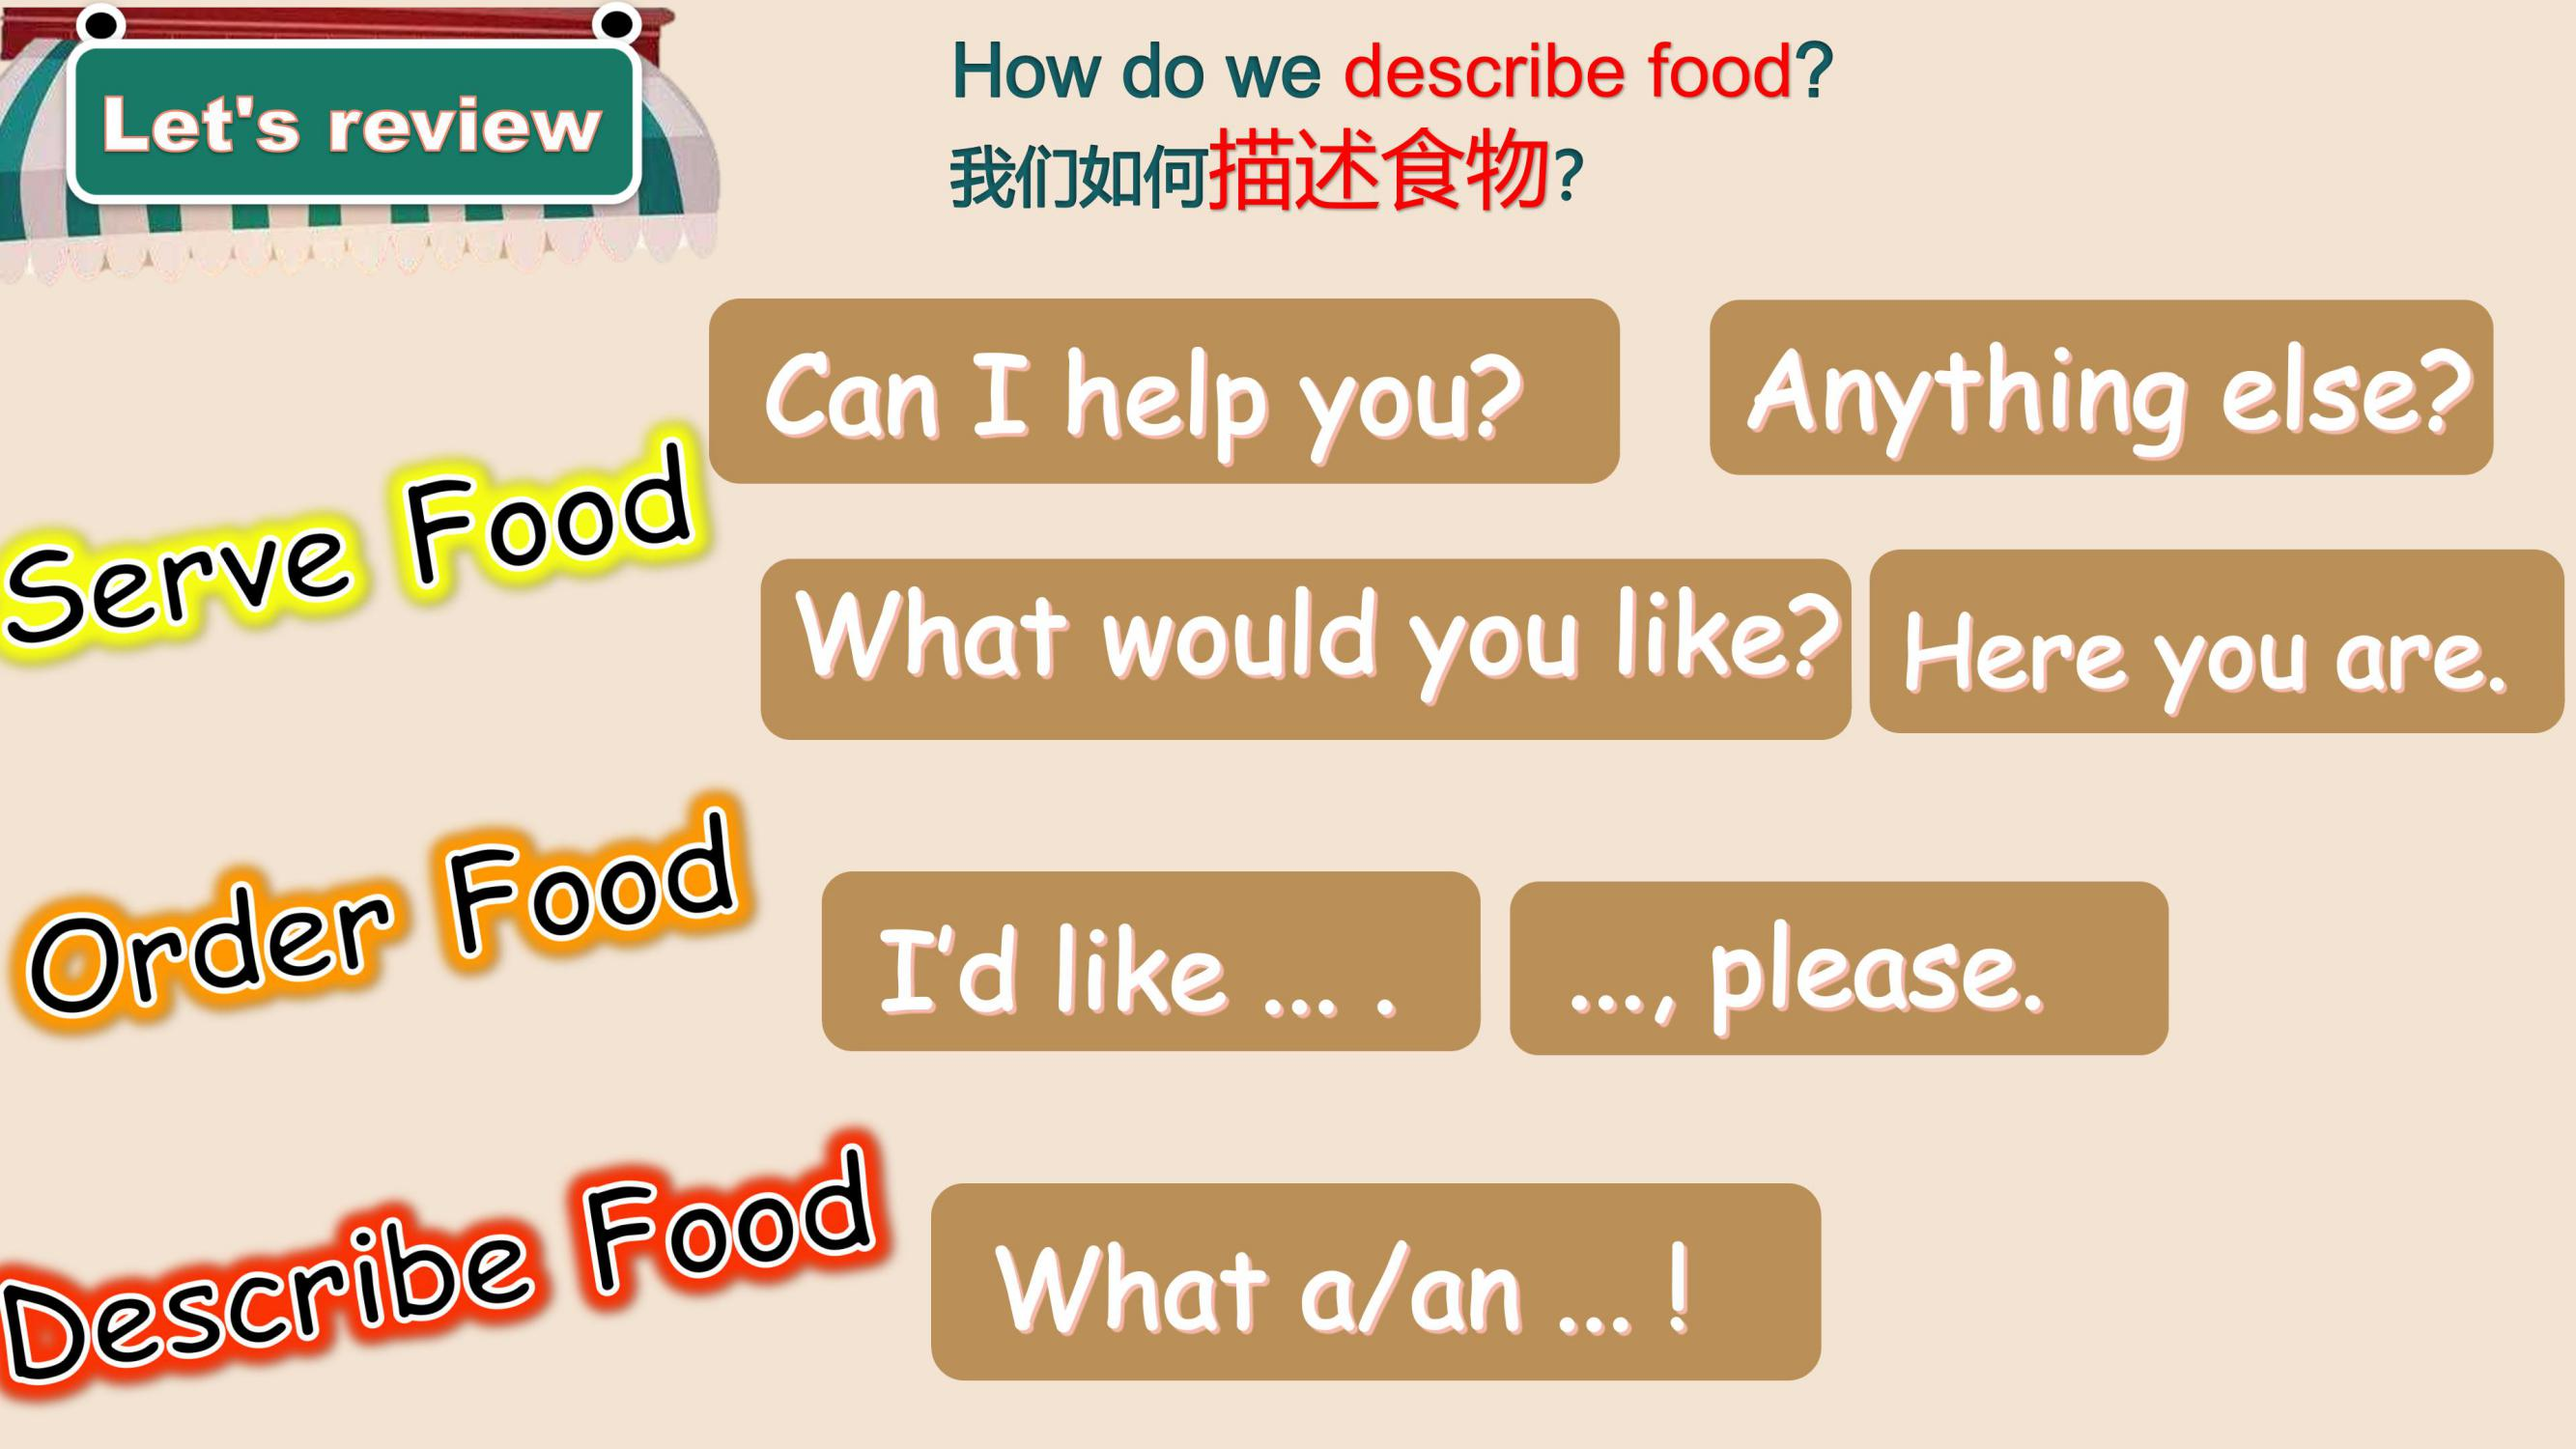 Let's review
How do we describe food?
我们如何描述食物?
Serve Food
Can I help you?
Anything else?
What would you like?
Here you are.
Order Food
I'd like ... .
..., please.
Describe Food
What a/an ... !